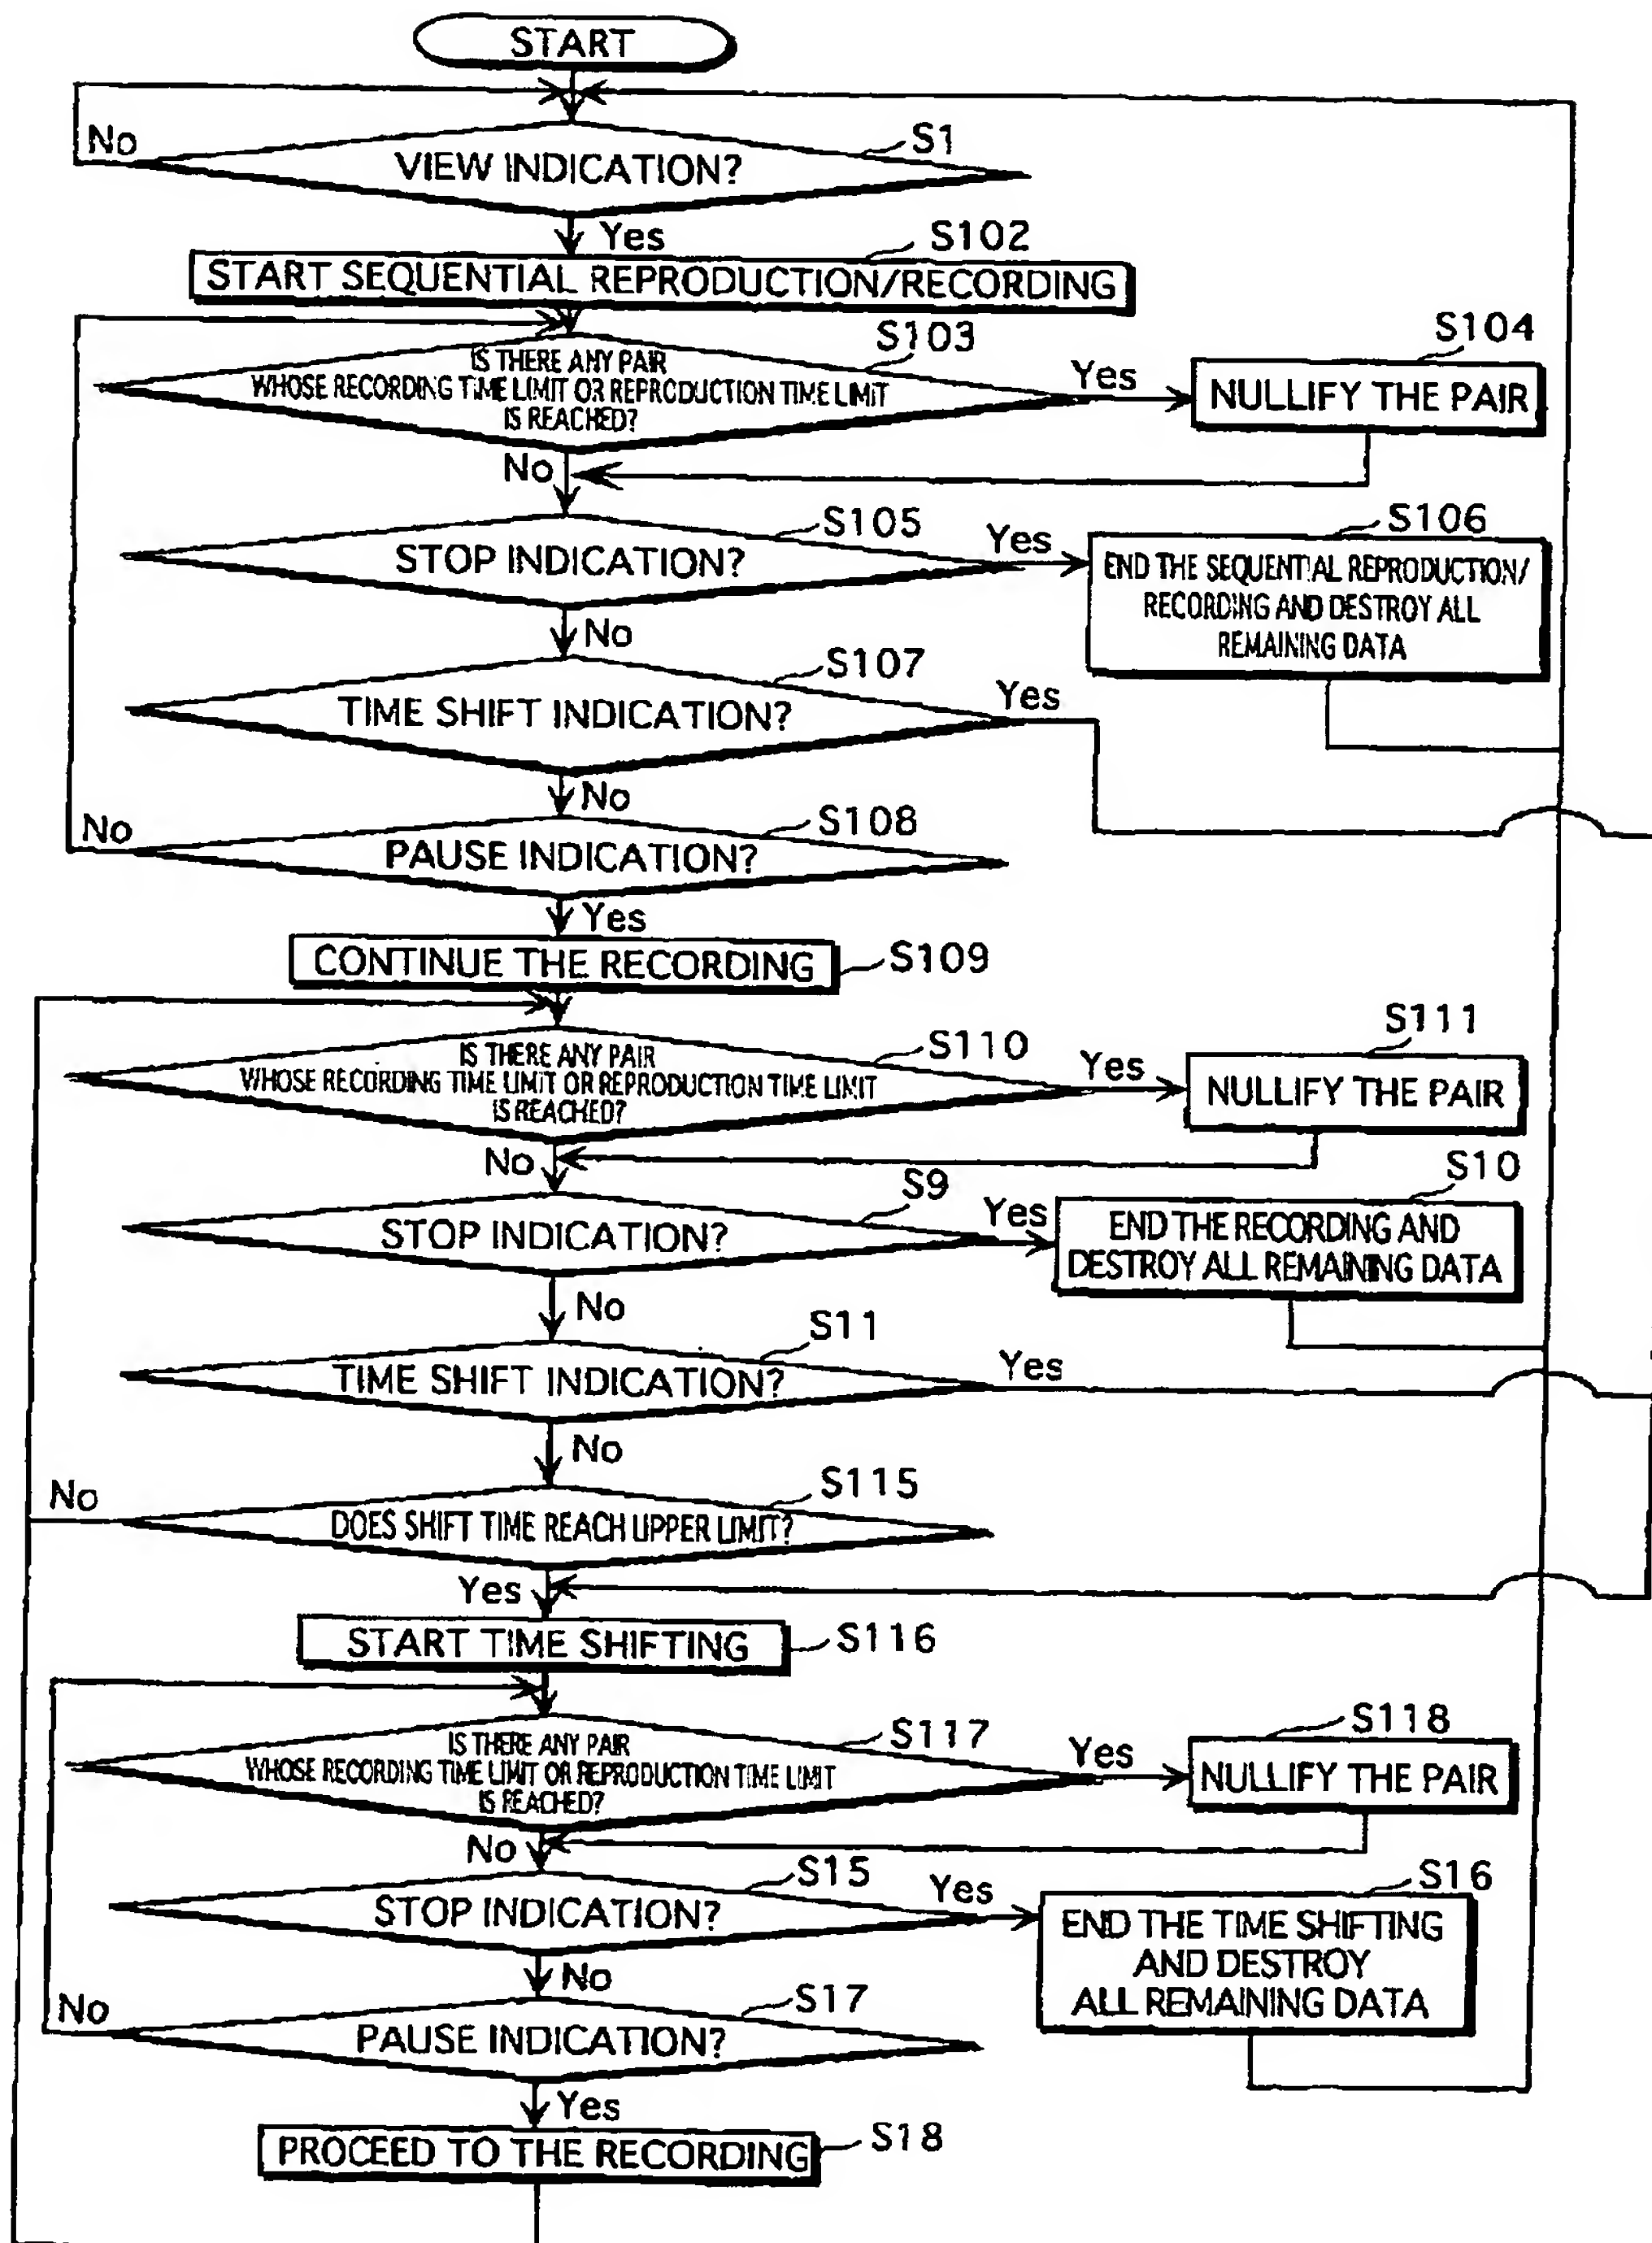 START
No
S1
VIEW INDICATION?
Yes
S102
START SEQUENTIAL REPRODUCTION/RECORDING
S103
IS THERE ANY PAIR
WHOSE RECORDING TIME LIMIT OR REPRODUCTION TIME LIMIT
IS REACHED?
Yes
S104
NULLIFY THE PAIR
No
S105
STOP INDICATION?
Yes
S106
END THE SEQUENTIAL REPRODUCTION/
RECORDING AND DESTROY ALL
REMAINING DATA
No
S107
TIME SHIFT INDICATION?
Yes
No
S108
No
PAUSE INDICATION?
Yes
CONTINUE THE RECORDING
S109
S110
IS THERE ANY PAIR
WHOSE RECORDING TIME LIMIT OR REPRODUCTION TIME LIMIT
IS REACHED?
Yes
S111
NULLIFY THE PAIR
No
S9
STOP INDICATION?
Yes
S10
END THE RECORDING AND
DESTROY ALL REMAINING DATA
No
S11
TIME SHIFT INDICATION?
Yes
No
S115
No
DOES SHIFT TIME REACH UPPER LIMIT?
Yes
START TIME SHIFTING
S116
S117
IS THERE ANY PAIR
WHOSE RECORDING TIME LIMIT OR REPRODUCTION TIME LIMIT
IS REACHED?
Yes
S118
NULLIFY THE PAIR
No
S15
STOP INDICATION?
Yes
S16
END THE TIME SHIFTING
AND DESTROY
ALL REMAINING DATA
No
S17
No
PAUSE INDICATION?
Yes
PROCEED TO THE RECORDING
S18